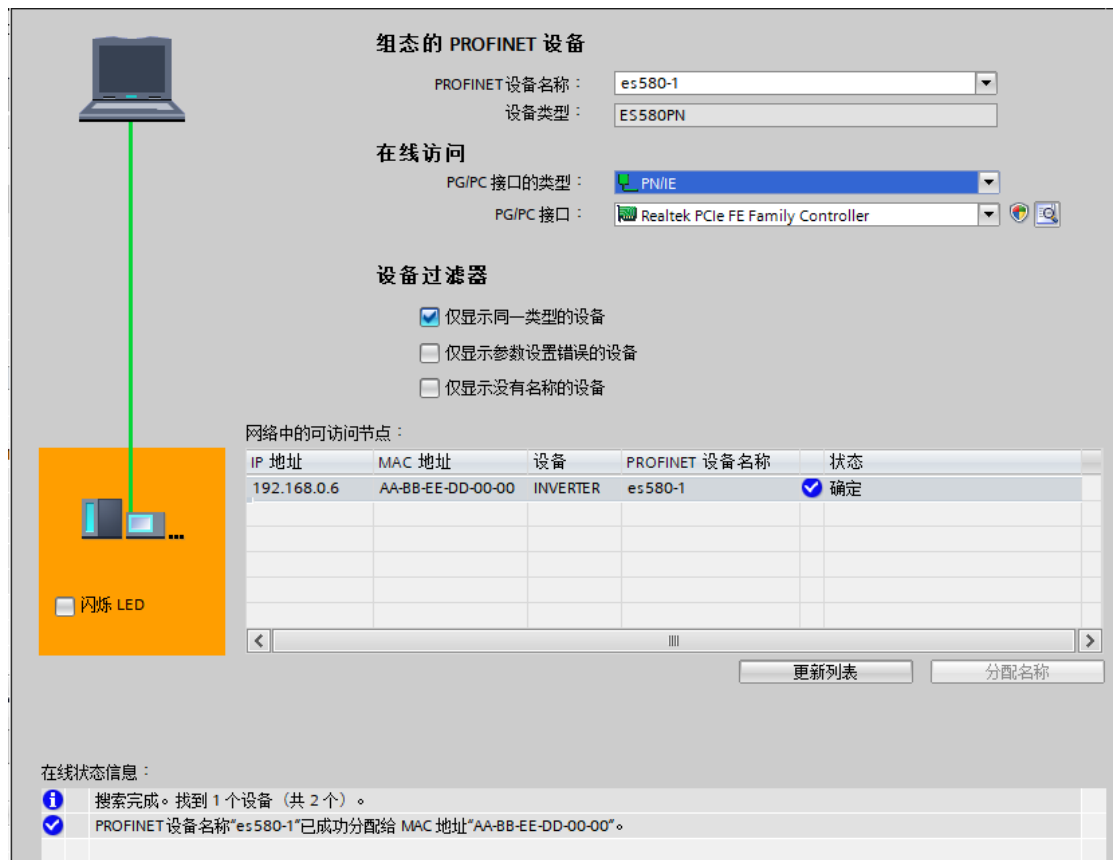 组态的 PROFINET 设备
PROFINET设备名称： es580-1
设备类型： ES580PN
在线访问
PG/PC 接口的类型： PN/IE
PG/PC 接口： Realtek PCIe FE Family Controller
设备过滤器
仅显示同一类型的设备
仅显示参数设置错误的设备
仅显示没有名称的设备
网络中的可访问节点：
IP 地址 MAC 地址 设备 PROFINET 设备名称 状态
192.168.0.6 AA-BB-EE-DD-00-00 INVERTER es580-1 确定
闪烁 LED
更新列表 分配名称
在线状态信息：
搜索完成。找到 1 个设备（共 2 个）。
PROFINET设备名称“es580-1”已成功分配给 MAC 地址“AA-BB-EE-DD-00-00”。